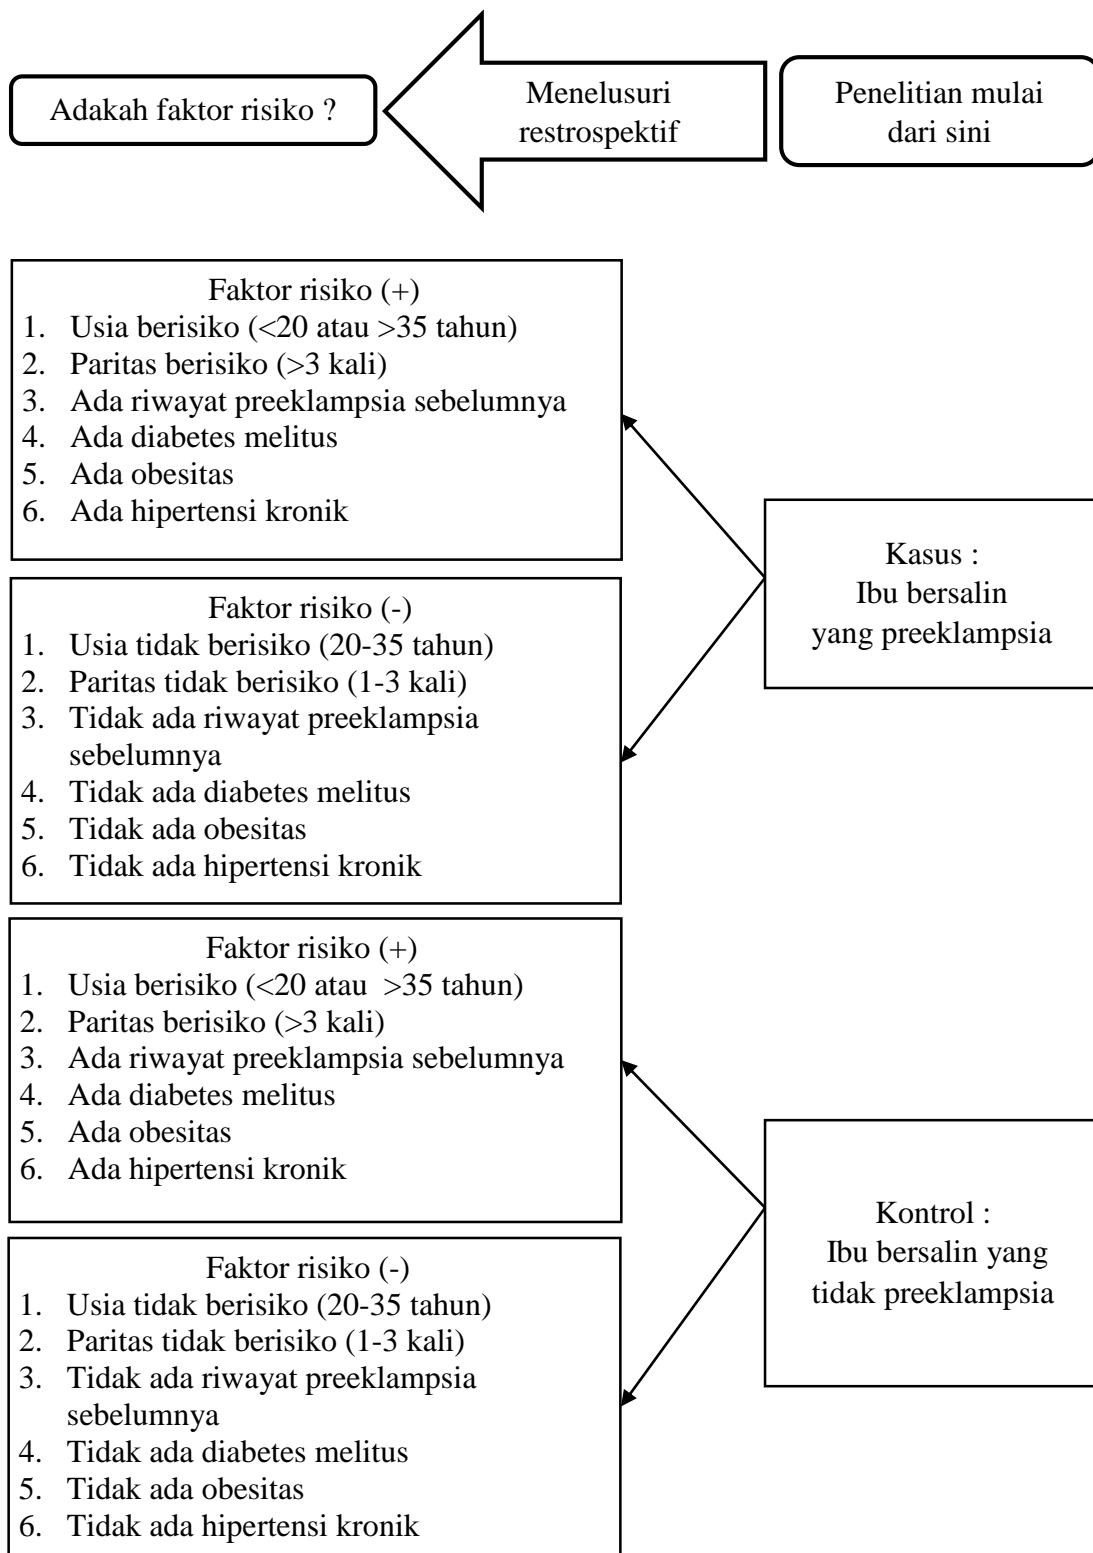 Adakah faktor risiko ?
Menelusuri
restrospektif
Penelitian mulai
dari sini
Faktor risiko (+)
1. Usia berisiko (<20 atau >35 tahun)
2. Paritas berisiko (>3 kali)
3. Ada riwayat preeklampsia sebelumnya
4. Ada diabetes melitus
5. Ada obesitas
6. Ada hipertensi kronik
Faktor risiko (-)
1. Usia tidak berisiko (20-35 tahun)
2. Paritas tidak berisiko (1-3 kali)
3. Tidak ada riwayat preeklampsia
sebelumnya
4. Tidak ada diabetes melitus
5. Tidak ada obesitas
6. Tidak ada hipertensi kronik
Kasus :
Ibu bersalin
yang preeklampsia
Faktor risiko (+)
1. Usia berisiko (<20 atau >35 tahun)
2. Paritas berisiko (>3 kali)
3. Ada riwayat preeklampsia sebelumnya
4. Ada diabetes melitus
5. Ada obesitas
6. Ada hipertensi kronik
Faktor risiko (-)
1. Usia tidak berisiko (20-35 tahun)
2. Paritas tidak berisiko (1-3 kali)
3. Tidak ada riwayat preeklampsia
sebelumnya
4. Tidak ada diabetes melitus
5. Tidak ada obesitas
6. Tidak ada hipertensi kronik
Kontrol :
Ibu bersalin yang
tidak preeklampsia